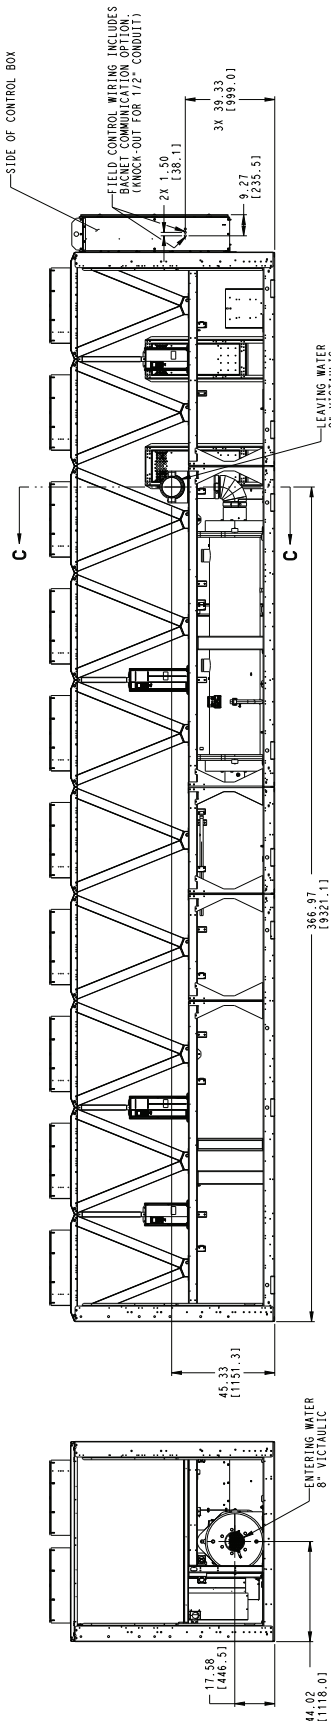 SIDE OF CONTROL BOX
FIELD CONTROL WIRING INCLUDES
BACNET COMMUNICATION OPTION.
(KNOCK-OUT FOR 1/2" CONDUIT)
2X 1.50
[38.1]
3X 39.33
[999.0]
9.27
[235.5]
LEAVING WATER
C
C
366.97
[9321.1]
45.33
[1151.3]
ENTERING WATER
8" VICTAULIC
17.58
[446.5]
44.02
[1118.0]